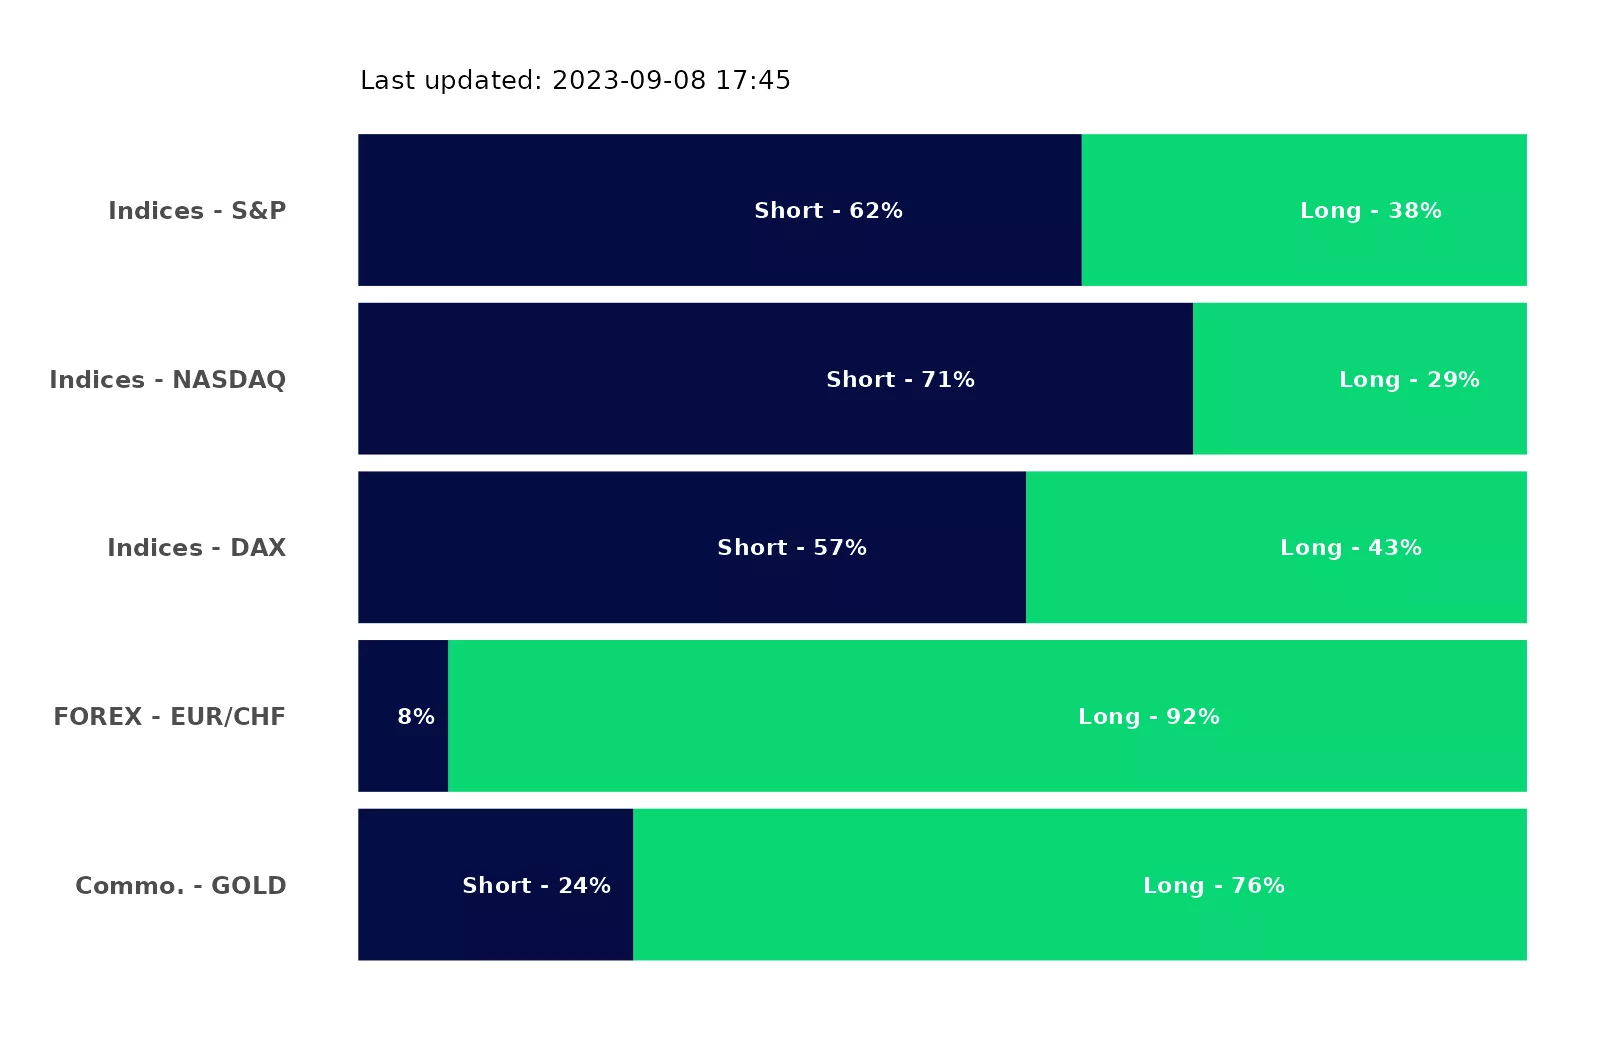 Last updated: 2023-09-08 17:45
Indices - S&P Short - 62% Long - 38%
Indices - NASDAQ Short - 71% Long - 29%
Indices - DAX Short - 57% Long - 43%
FOREX - EUR/CHF 8% Long - 92%
Commo. - GOLD Short - 24% Long - 76%